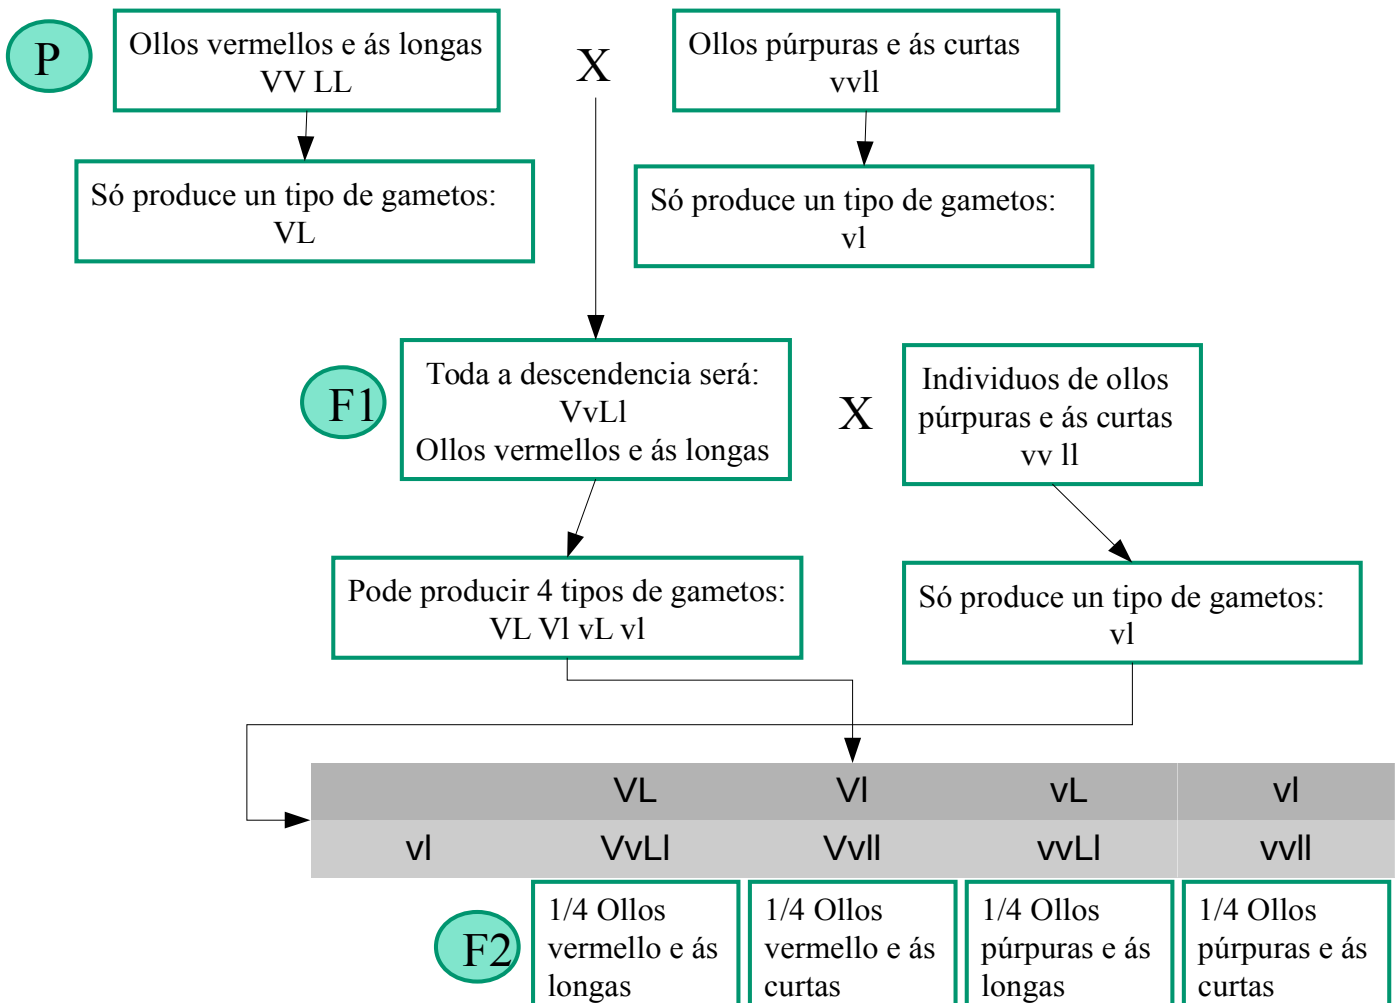 P
Ollos vermellos e ás longas
VV LL
X
Ollos púrpuras e ás curtas
vvll
Só produce un tipo de gametos:
VL
Só produce un tipo de gametos:
vl
F1
Toda a descendencia será:
VvLl
Ollos vermellos e ás longas
X
Individuos de ollos
púrpuras e ás curtas
vv ll
Pode producir 4 tipos de gametos:
VL Vl vL vl
Só produce un tipo de gametos:
vl
VL Vl vL vl
vl VvLl Vvll vvLl vvll
F2
1/4 Ollos
vermello e ás
longas
1/4 Ollos
vermello e ás
curtas
1/4 Ollos
púrpuras e ás
longas
1/4 Ollos
púrpuras e ás
curtas